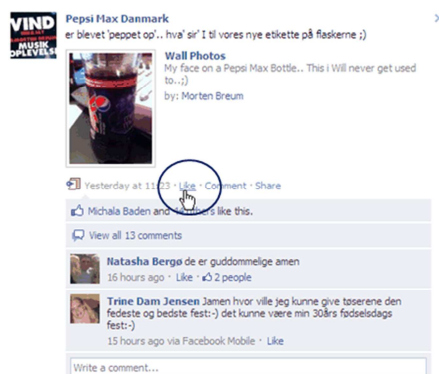 VIND
MUSIK
OPLEVELSE
Pepsi Max Danmark
er blevet 'peppet op'.. hva' sir' I til vores nye etikette på flaskerne ;)
Wall Photos
My face on a Pepsi Max Bottle.. This i Will never get used
to..;)
by: Morten Breum
Yesterday at 11:23 · Like · Comment · Share
Michala Baden and others like this.
View all 13 comments
Natasha Bergø de er guddommelige amen
16 hours ago · Like · 2 people
Trine Dam Jensen Jamen hvor ville jeg kunne give tøserene den
fedeste og bedste fest:-) det kunne være min 30års fødselsdags
fest:-)
15 hours ago via Facebook Mobile · Like
Write a comment...